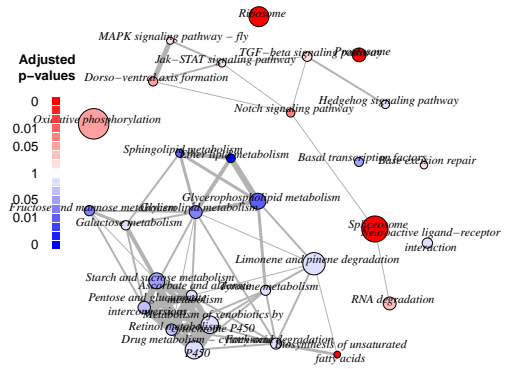 Ribosome
MAPK signaling pathway − fly
Jak−STAT signaling pathway
TGF−beta signaling pathway
Proteasome
Adjusted
p−values
Dorso−ventral axis formation
Hedgehog signaling pathway
0
0.01
0.05
1
0.05
0.01
0
Notch signaling pathway
Oxidative phosphorylation
Sphingolipid metabolism
Ether lipid metabolism
Basal transcription factors
Base excision repair
Glycerophospholipid metabolism
Fructose and mannose metabolism
Glycerolipid metabolism
Galactose metabolism
Spliceosome
Neuroactive ligand−receptor
interaction
Limonene and pinene degradation
Starch and sucrose metabolism
Ascorbate and aldarate
metabolism
metabolism
Pentose and glucuronate
interconversions
RNA degradation
Metabolism of xenobiotics by
cytochrome P450
Retinol metabolism
Drug metabolism − cytochrome
P450
degradation
Biosynthesis of unsaturated
fatty acids